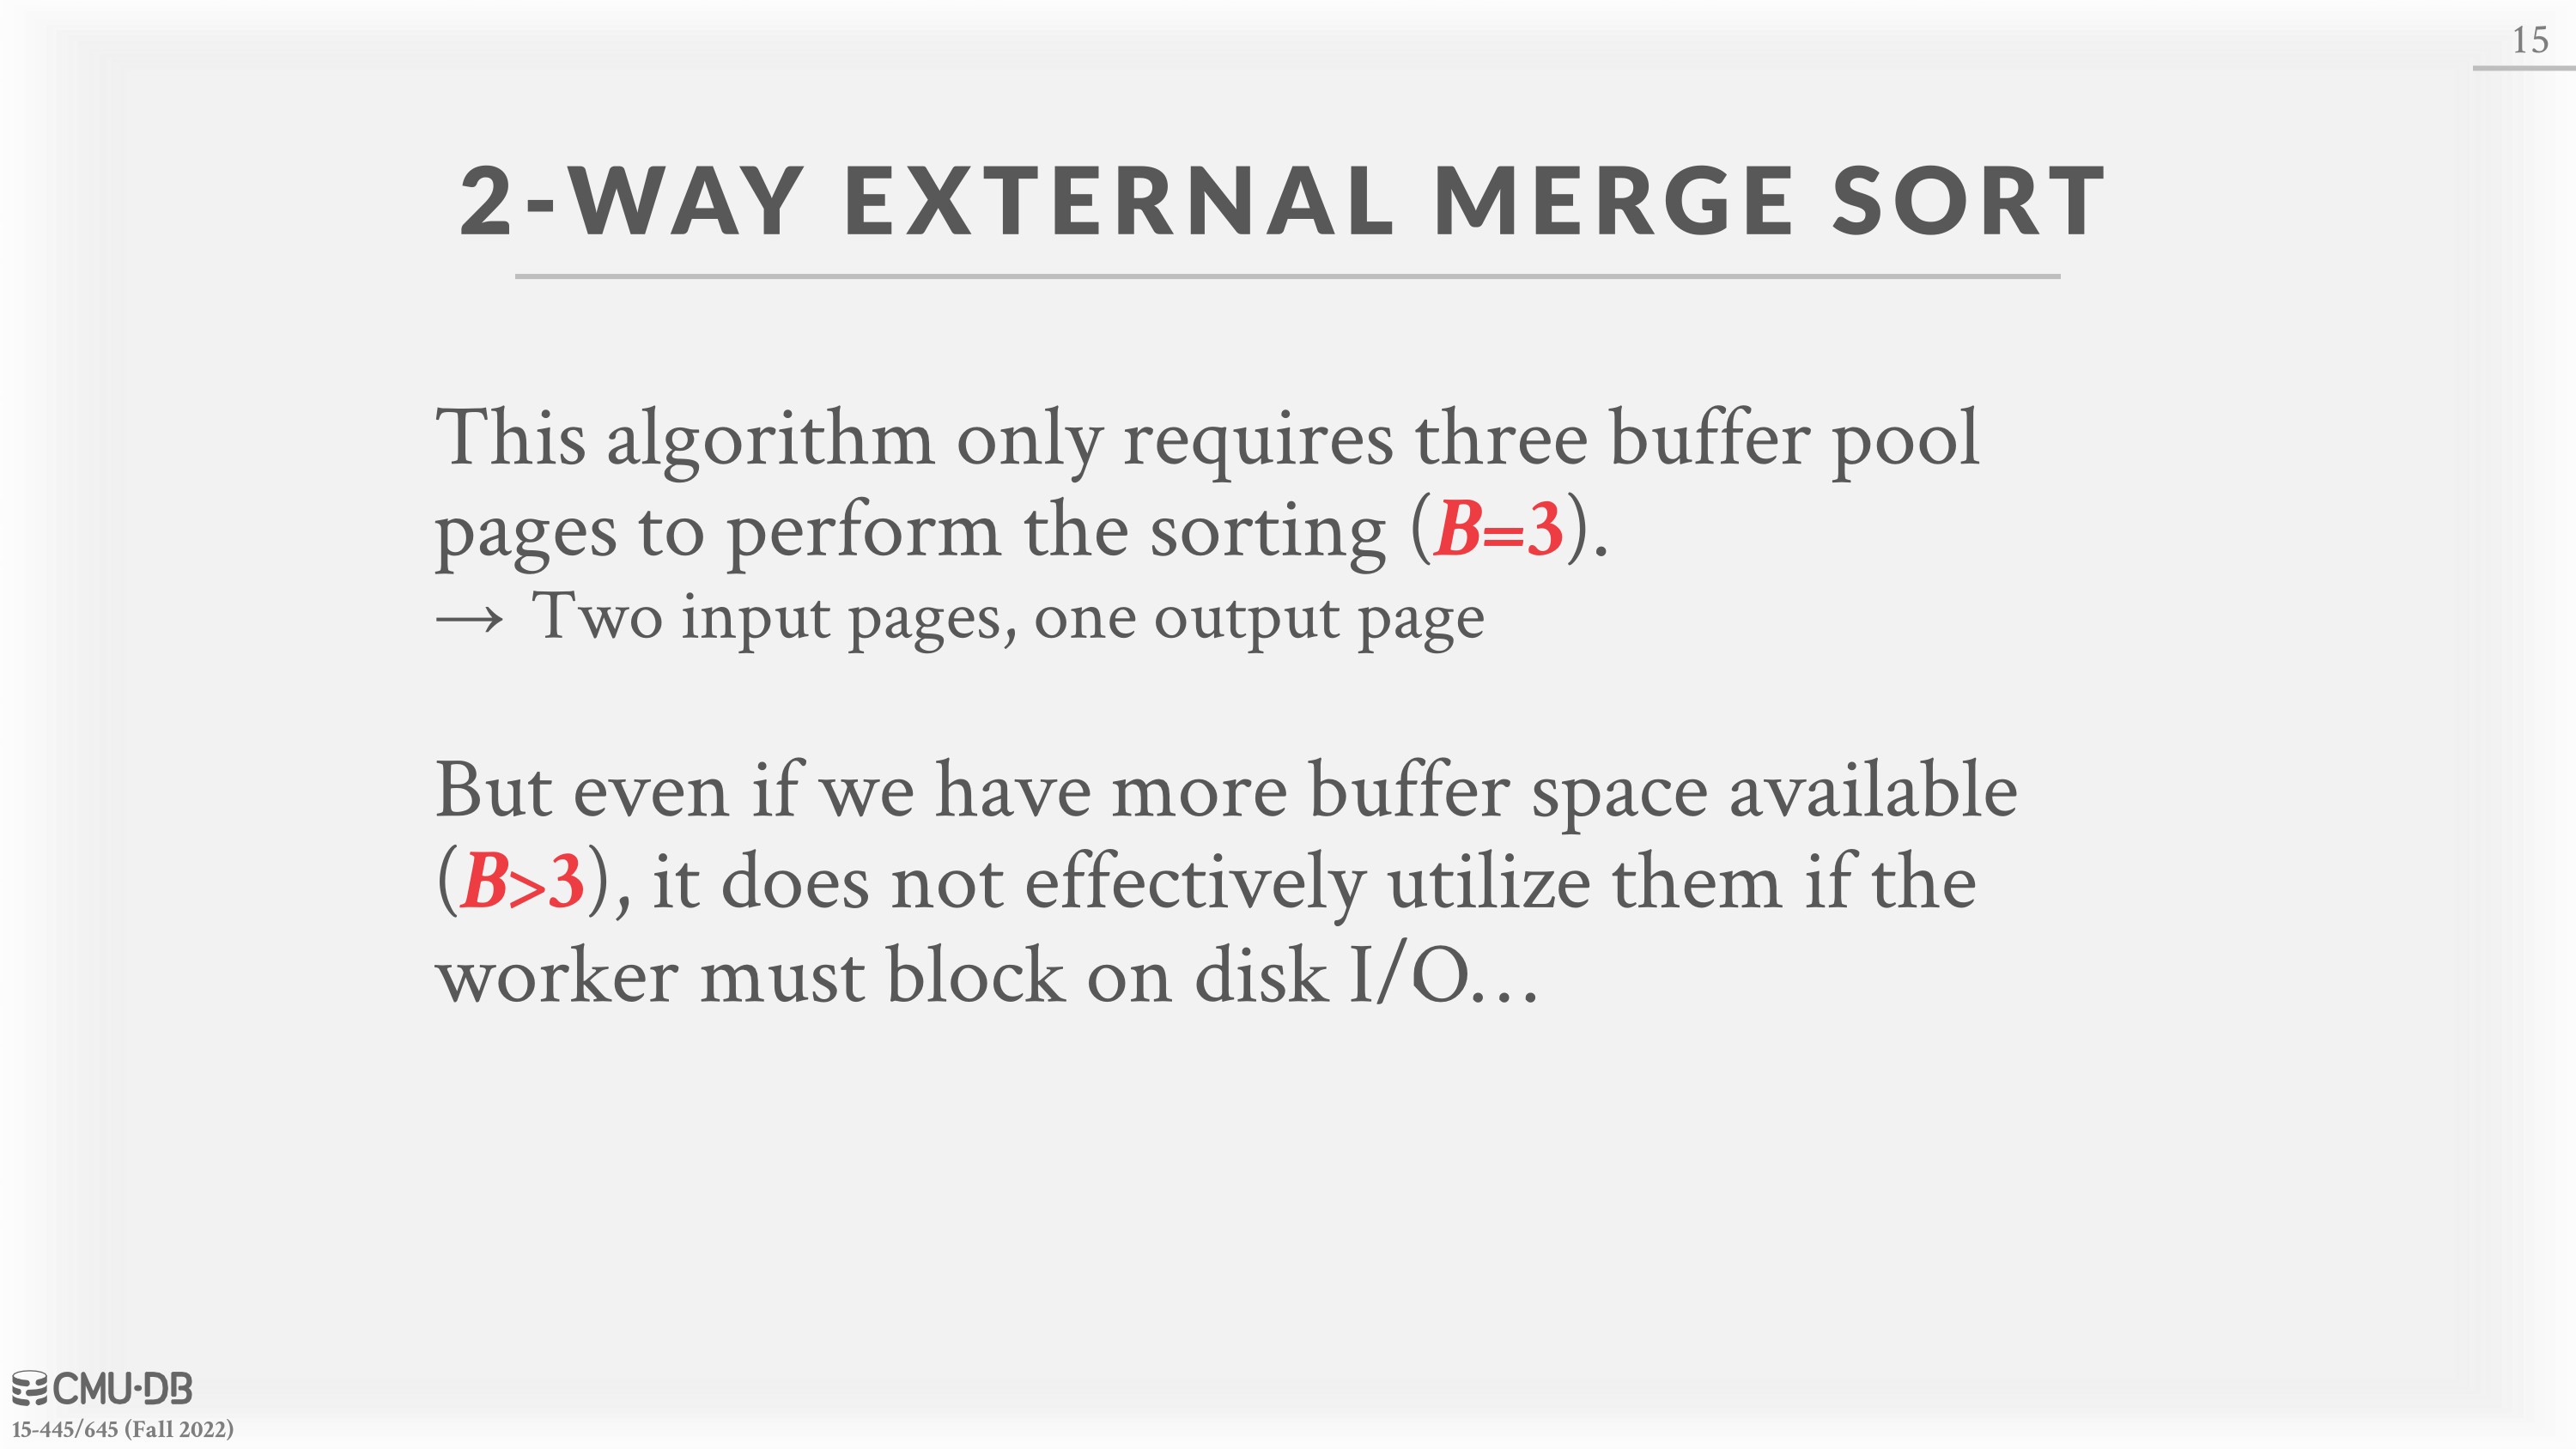 15
2-WAY EXTERNAL MERGE SORT
This algorithm only requires three buffer pool
pages to perform the sorting (B=3).
→ Two input pages, one output page
But even if we have more buffer space available
(B>3), it does not effectively utilize them if the
worker must block on disk I/O…
CMU·DB
15-445/645 (Fall 2022)